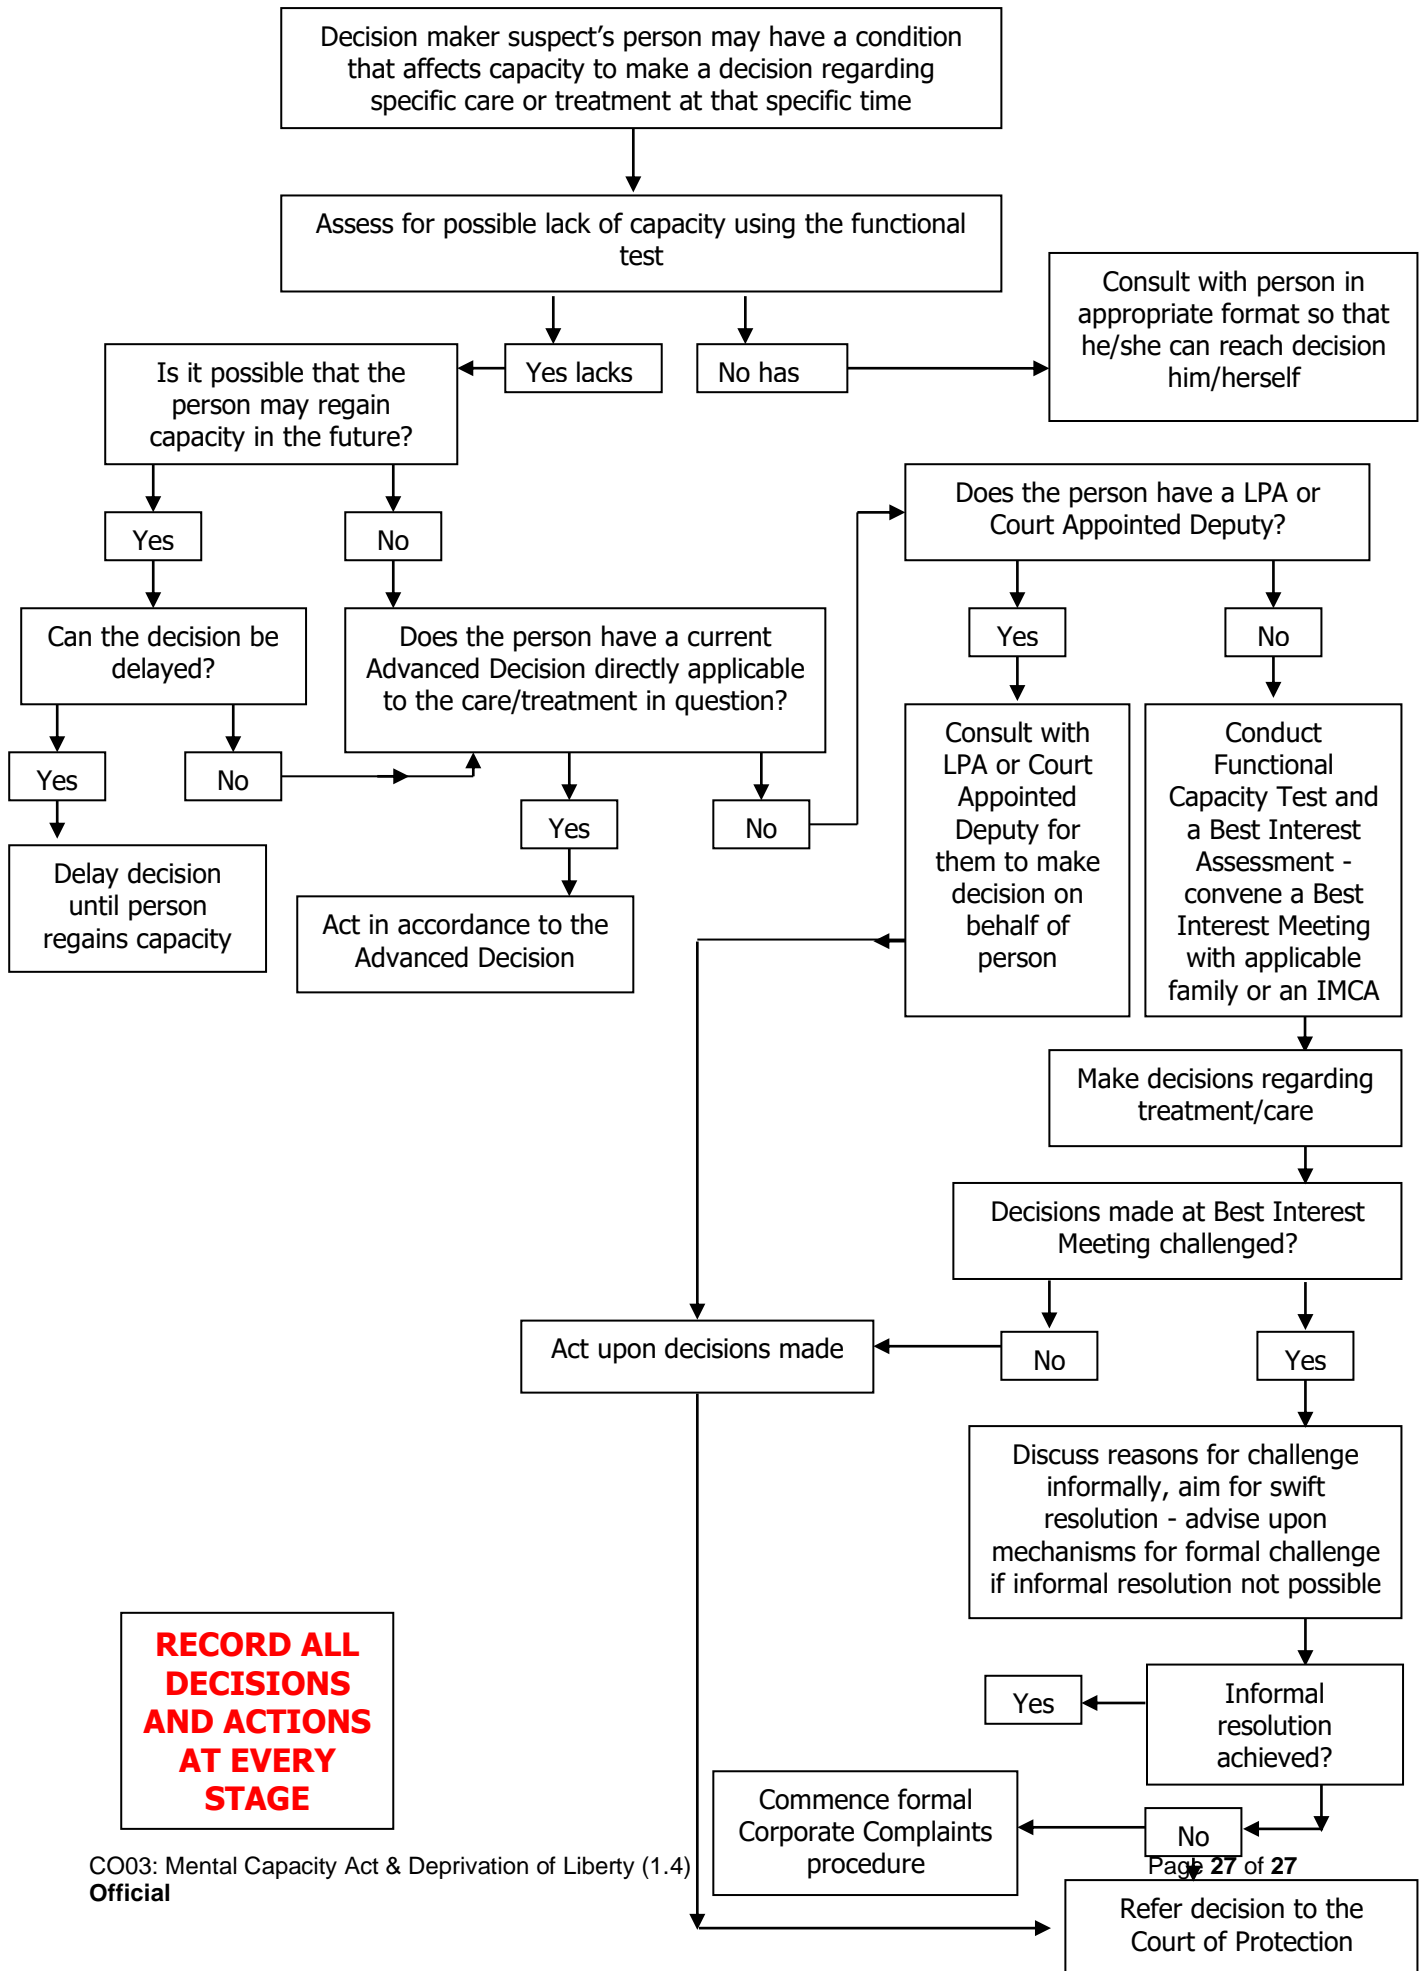 Decision maker suspect's person may have a condition
that affects capacity to make a decision regarding
specific care or treatment at that specific time
Assess for possible lack of capacity using the functional
test
Consult with person in
appropriate format so that
he/she can reach decision
him/herself
Yes lacks
No has
Is it possible that the
person may regain
capacity in the future?
Yes
No
Does the person have a LPA or
Court Appointed Deputy?
Yes
No
Can the decision be
delayed?
Does the person have a current
Advanced Decision directly applicable
to the care/treatment in question?
Yes
No
Yes
No
Delay decision
until person
regains capacity
Act in accordance to the
Advanced Decision
Consult with
LPA or Court
Appointed
Deputy for
them to make
decision on
behalf of
person
Conduct
Functional
Capacity Test and
a Best Interest
Assessment -
convene a Best
Interest Meeting
with applicable
family or an IMCA
Make decisions regarding
treatment/care
Decisions made at Best Interest
Meeting challenged?
Act upon decisions made
No
Yes
Discuss reasons for challenge
informally, aim for swift
resolution - advise upon
mechanisms for formal challenge
if informal resolution not possible
RECORD ALL
DECISIONS
AND ACTIONS
AT EVERY
STAGE
Yes
Informal
resolution
achieved?
Commence formal
Corporate Complaints
procedure
No
CO03: Mental Capacity Act & Deprivation of Liberty (1.4)
Page 27 of 27
Official
Refer decision to the
Court of Protection